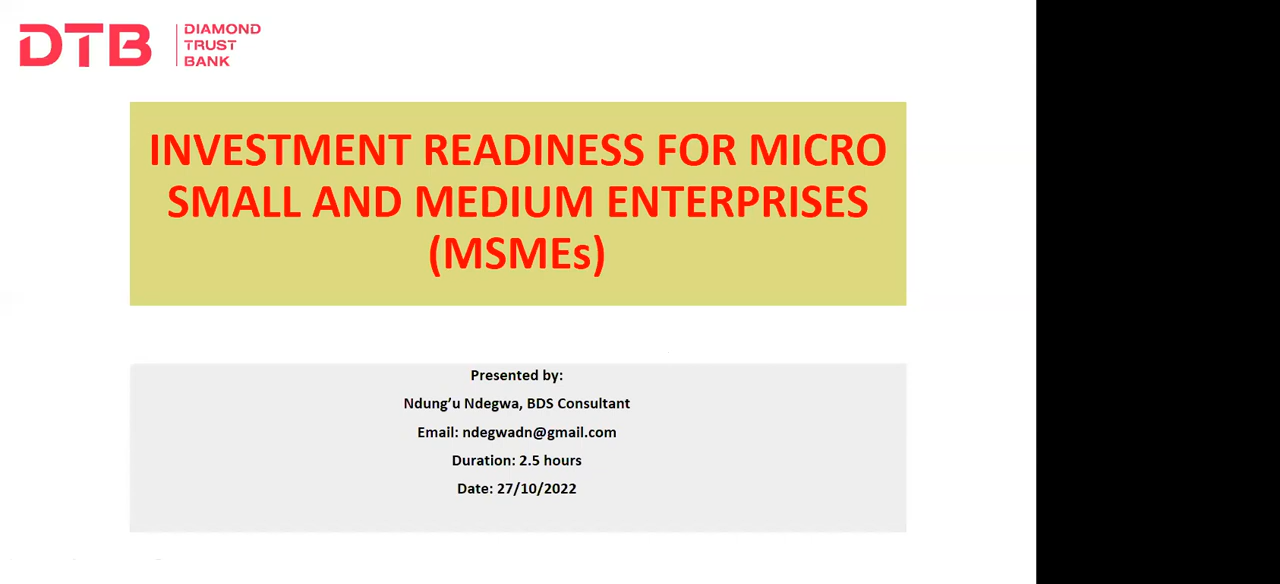 DTB
DIAMOND
TRUST
BANK
INVESTMENT READINESS FOR MICRO
SMALL AND MEDIUM ENTERPRISES
(MSMEs)
Presented by:
Ndung’u Ndegwa, BDS Consultant
Email: ndegwadn@gmail.com
Duration: 2.5 hours
Date: 27/10/2022